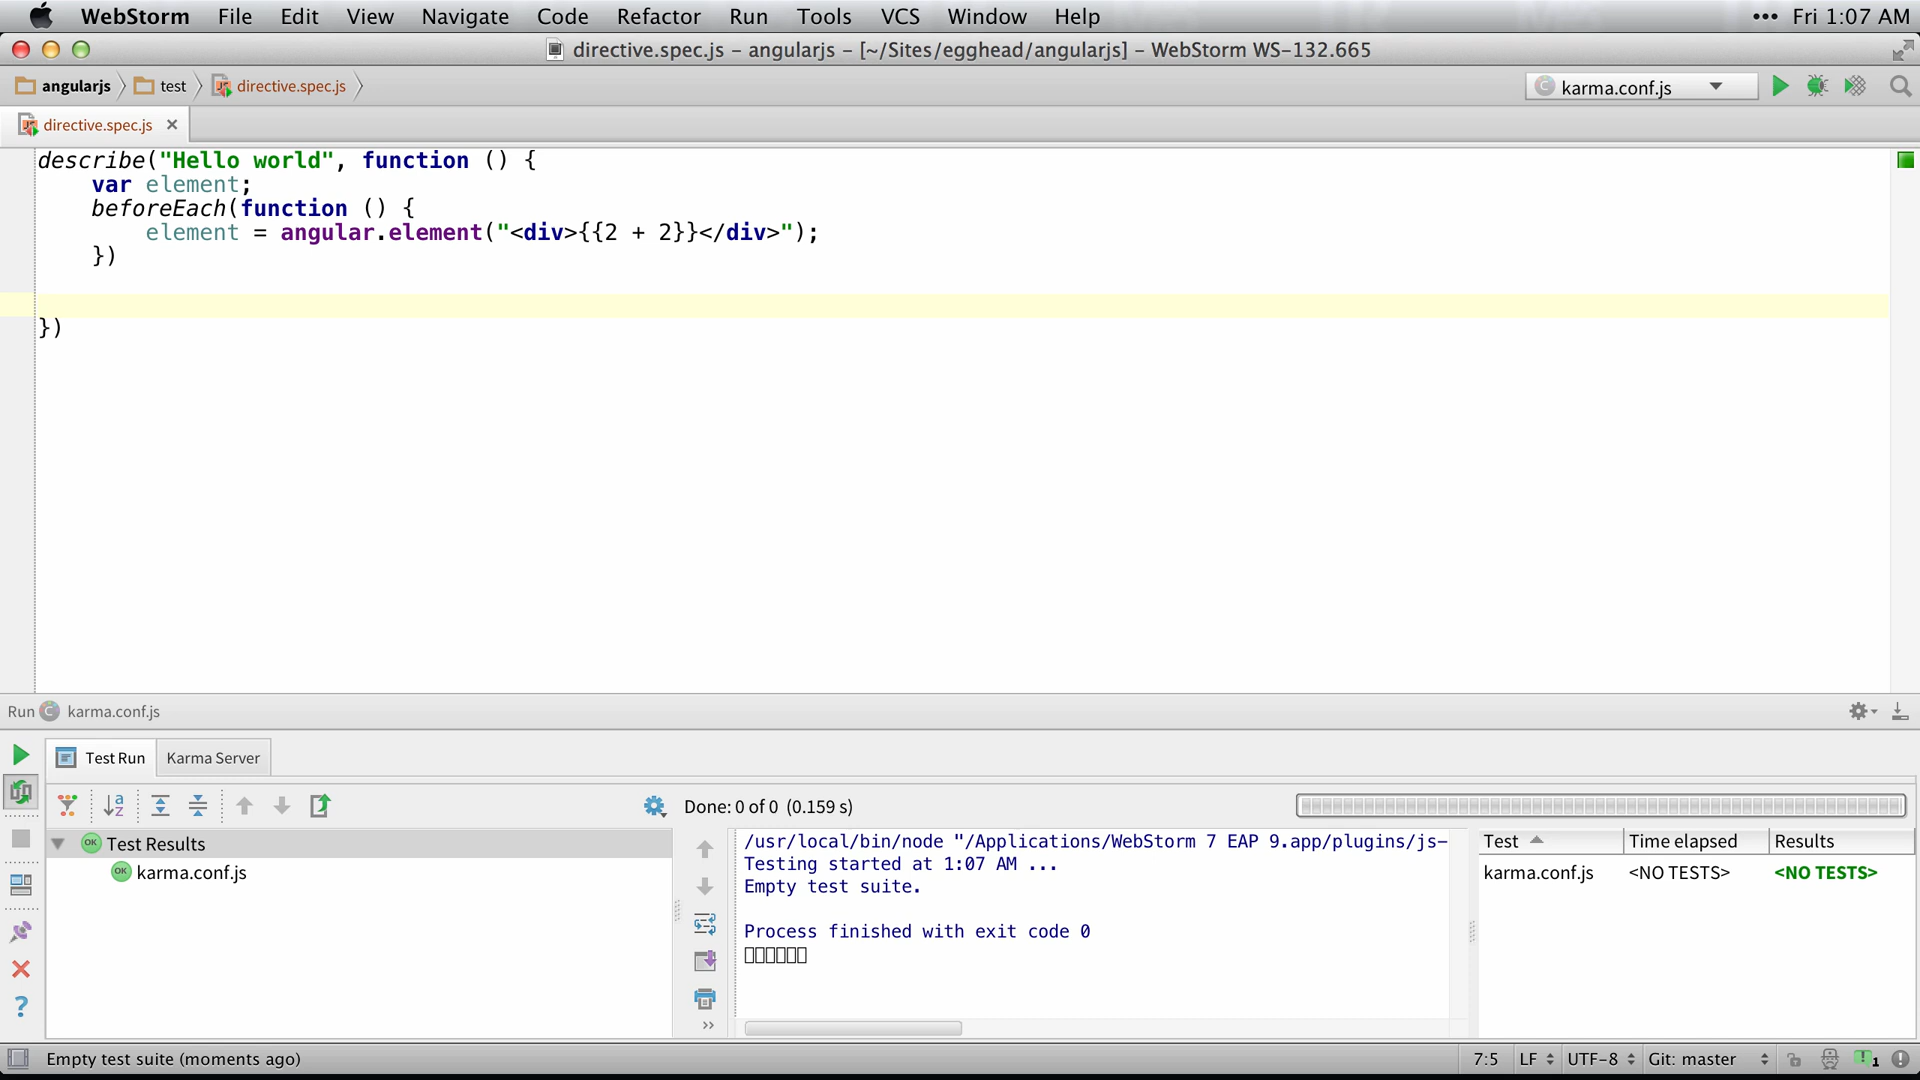 WebStorm File Edit View Navigate Code Refactor Run Tools VCS Window Help ••• Fri 1:07 AM
directive.spec.js – angularjs – [~/Sites/egghead/angularjs] – WebStorm WS-132.665
angularjs test directive.spec.js karma.conf.js
directive.spec.js
describe("Hello world", function () {
var element;
beforeEach(function () {
element = angular.element("<div>{{2 + 2}}</div>");
})
})
Run karma.conf.js
Test Run Karma Server
Done: 0 of 0 (0.159 s)
Test Results
karma.conf.js
/usr/local/bin/node "/Applications/WebStorm 7 EAP 9.app/plugins/js-
Testing started at 1:07 AM ...
Empty test suite.
Process finished with exit code 0
Test Time elapsed Results
karma.conf.js <NO TESTS> <NO TESTS>
Empty test suite (moments ago) 7:5 LF UTF-8 Git: master 1